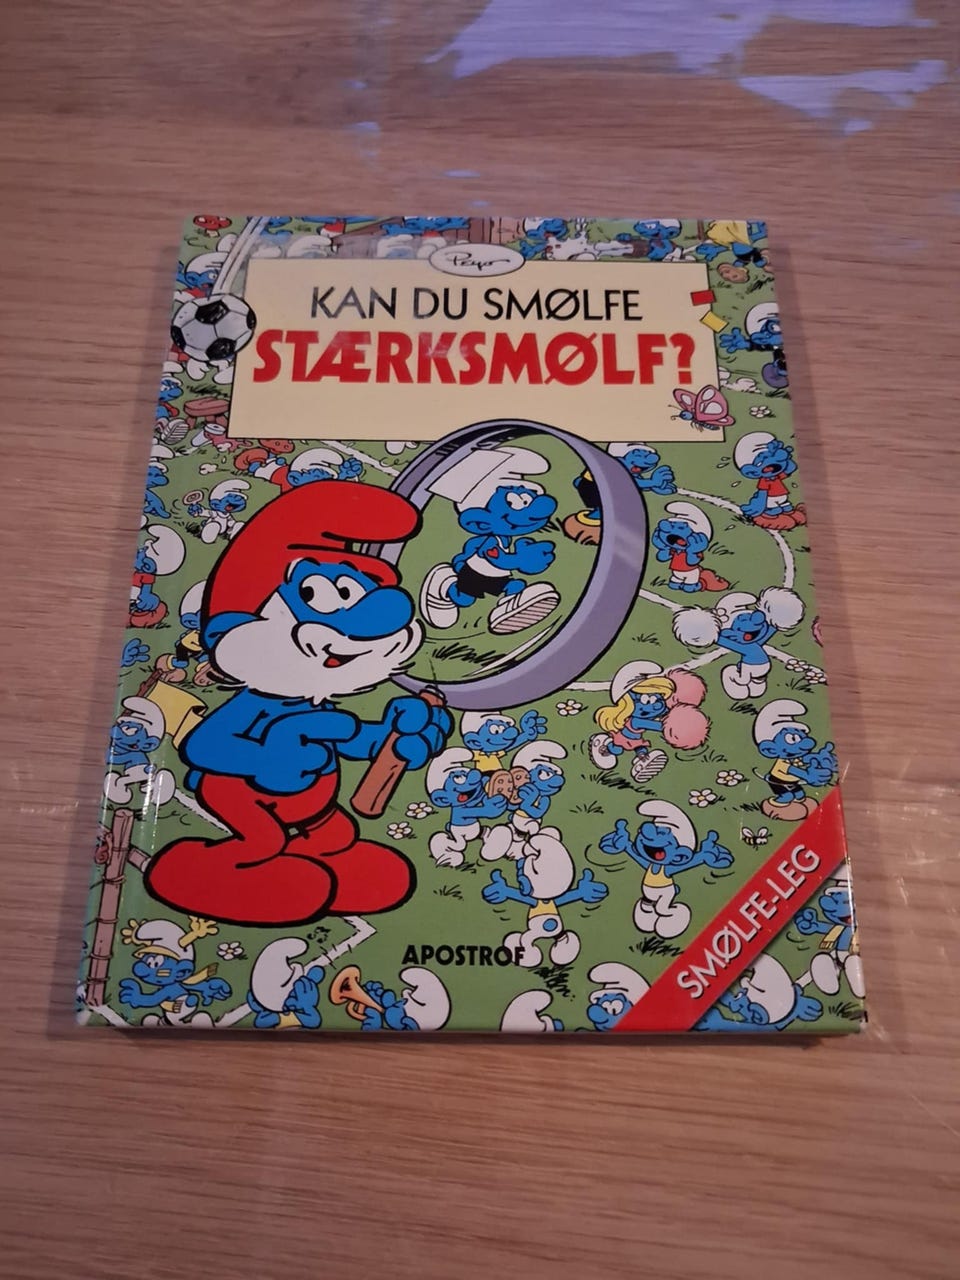 Peyo
KAN DU SMØLFE
STÆRKSMØLF?
APOSTROF
SMØLFE-LEG